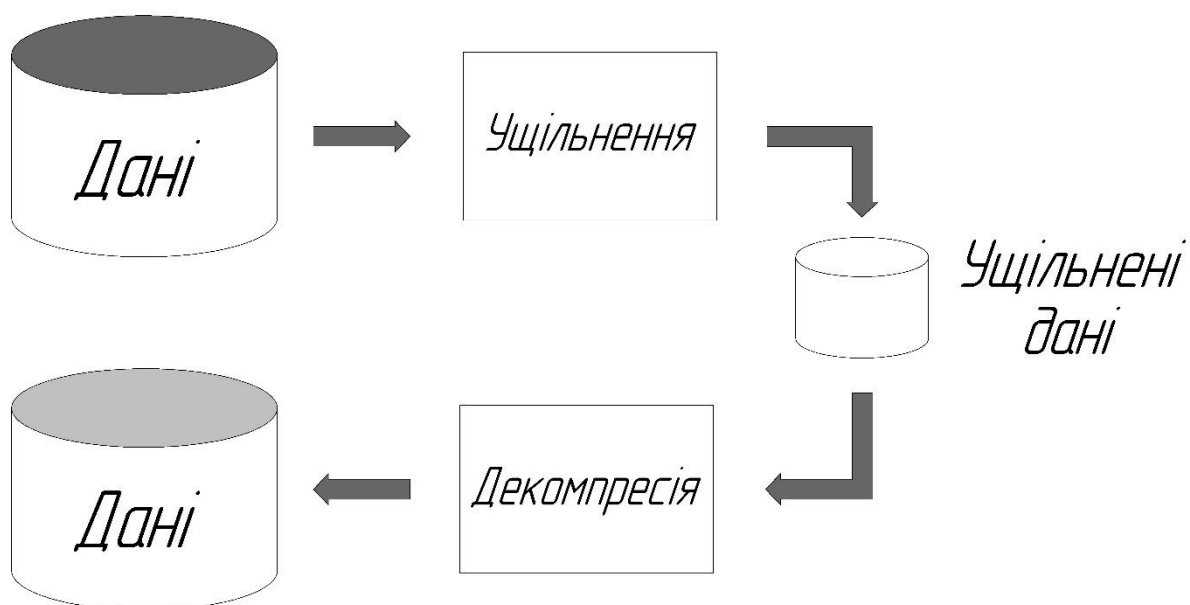 Дані
Ущільнення
Ущільнені
дані
Декомпресія
Дані